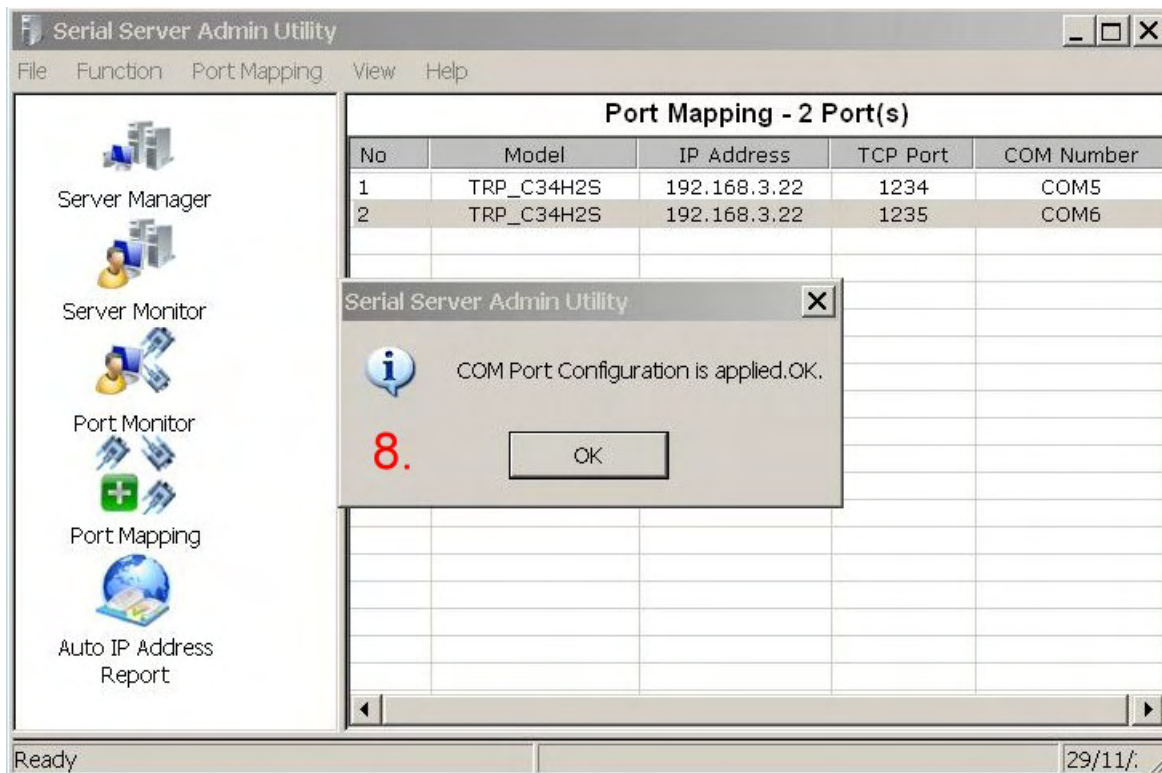 Serial Server Admin Utility
File Function Port Mapping View Help
Server Manager
Server Monitor
Port Monitor
Port Mapping
Auto IP Address
Report
Port Mapping - 2 Port(s)
No Model IP Address TCP Port COM Number
1 TRP_C34H2S 192.168.3.22 1234 COM5
2 TRP_C34H2S 192.168.3.22 1235 COM6
Serial Server Admin Utility
COM Port Configuration is applied.OK.
8.
OK
Ready 29/11/